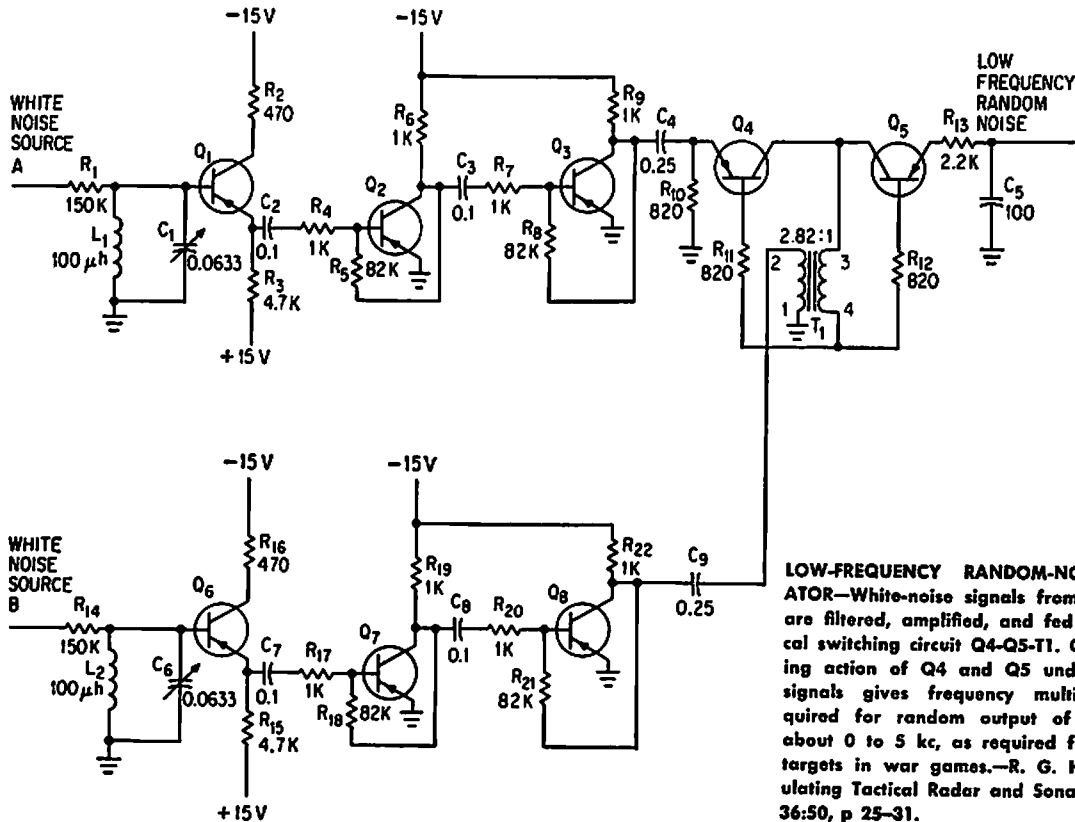 -15V
-15V
LOW
FREQUENCY
RANDOM
NOISE
WHITE
NOISE
SOURCE
A
R1
150K
L1
100 μh
C1
0.0633
R2
470
Q1
C2
0.1
R3
4.7K
+15V
R4
1K
R5
82K
Q2
R6
1K
C3
0.1
R7
1K
R8
82K
Q3
R9
1K
C4
0.25
R10
820
Q4
R11
820
2.82:1
2
3
1
4
T1
Q5
R12
820
R13
2.2K
C5
100
-15V
-15V
WHITE
NOISE
SOURCE
B
R14
150K
L2
100 μh
C6
0.0633
R16
470
Q6
C7
0.1
R15
4.7K
+15V
R17
1K
R18
82K
Q7
R19
1K
C8
0.1
R20
1K
R21
82K
Q8
R22
1K
C9
0.25
LOW-FREQUENCY RANDOM-NO
ATOR—White-noise signals from
are filtered, amplified, and fed
cal switching circuit Q4-Q5-T1.
ing action of Q4 and Q5 und
signals gives frequency multi
quired for random output of
about 0 to 5 kc, as required f
targets in war games.—R. G. H
ulating Tactical Radar and Sona
36:50, p 25–31.